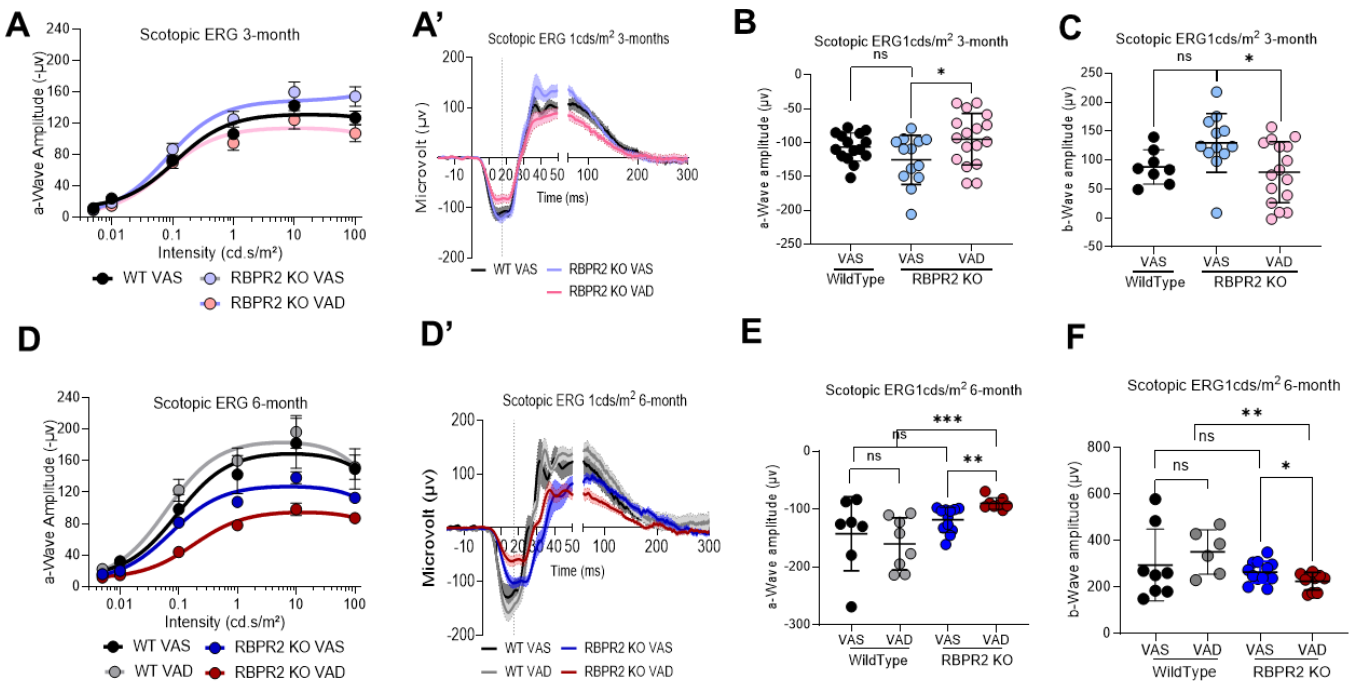 A
Scotopic ERG 3-month
a-Wave Amplitude (-μv)
200
160
120
80
40
0
0.01 0.1 1 10 100
Intensity (cd.s/m²)
WT VAS
RBPR2 KO VAS
RBPR2 KO VAD
A'
Scotopic ERG 1cds/m² 3-months
Microvolt (μv)
200
100
-100
-200
-10 0 10 20 30 40 50 100 200 300
Time (ms)
WT VAS
RBPR2 KO VAS
RBPR2 KO VAD
B
Scotopic ERG1cds/m² 3-month
ns
*
a-Wave amplitude (μv)
0
-50
-100
-150
-200
-250
VAS VAS VAD
WildType RBPR2 KO
C
Scotopic ERG1cds/m² 3-month
ns
*
b-Wave amplitude (μv)
250
200
150
100
50
0
-50
VAS VAS VAD
WildType RBPR2 KO
D
Scotopic ERG 6-month
a-Wave Amplitude (-μv)
240
200
160
120
80
40
0
0.01 0.1 1 10 100
Intensity (cd.s/m²)
WT VAS
RBPR2 KO VAS
WT VAD
RBPR2 KO VAD
D'
Scotopic ERG 1cds/m² 6-month
Microvolt (μv)
200
100
-100
-200
-10 0 10 20 30 40 50 100 200 300
Time (ms)
WT VAS
RBPR2 KO VAS
WT VAD
RBPR2 KO VAD
E
Scotopic ERG1cds/m² 6-month
***
ns
ns
**
a-Wave amplitude (μv)
0
-100
-200
-300
VAS VAD VAS VAD
WildType RBPR2 KO
F
Scotopic ERG1cds/m² 6-month
**
ns
ns
*
b-Wave amplitude (μv)
800
600
400
200
0
VAS VAD VAS VAD
WildType RBPR2 KO